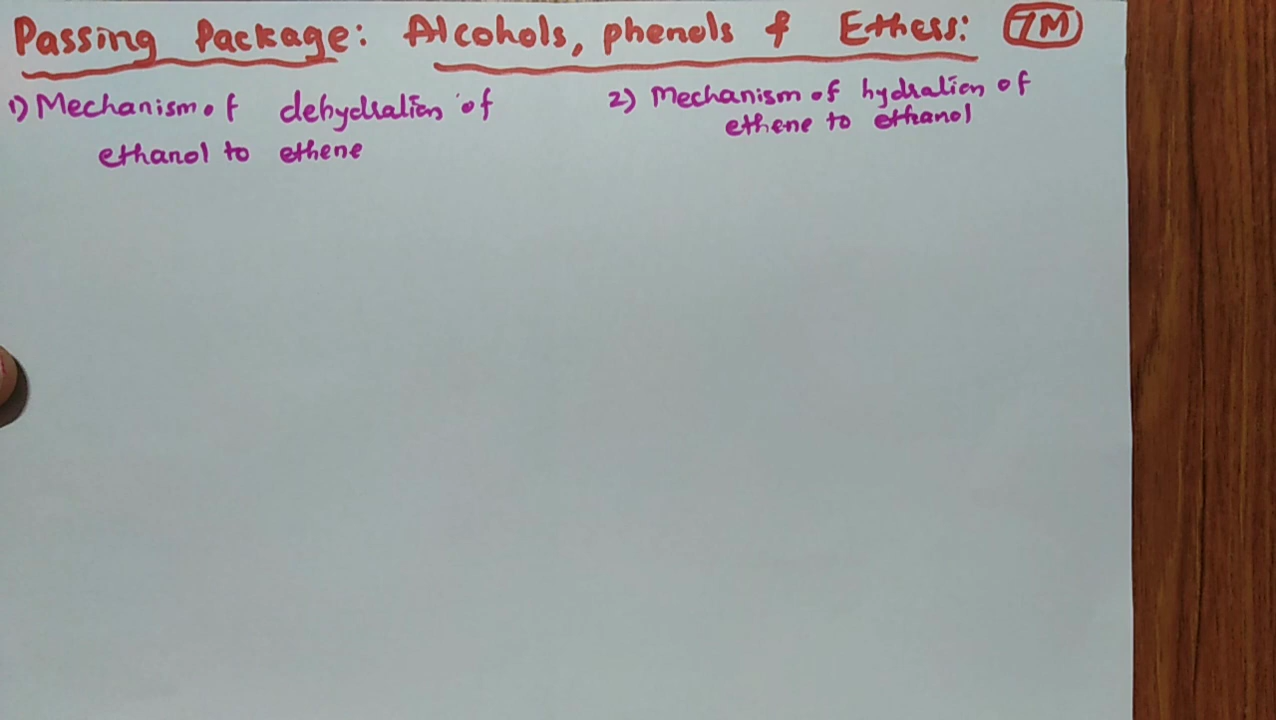 Passing Package: Alcohols, phenols & Ethers: 7M
1) Mechanism of dehydration of
ethanol to ethene
2) Mechanism of hydration of
ethene to ethanol